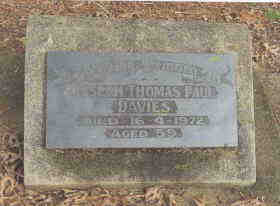 JOSEPH THOMAS PAUL
DAVIES
DIED 16-4-1972
AGED 59